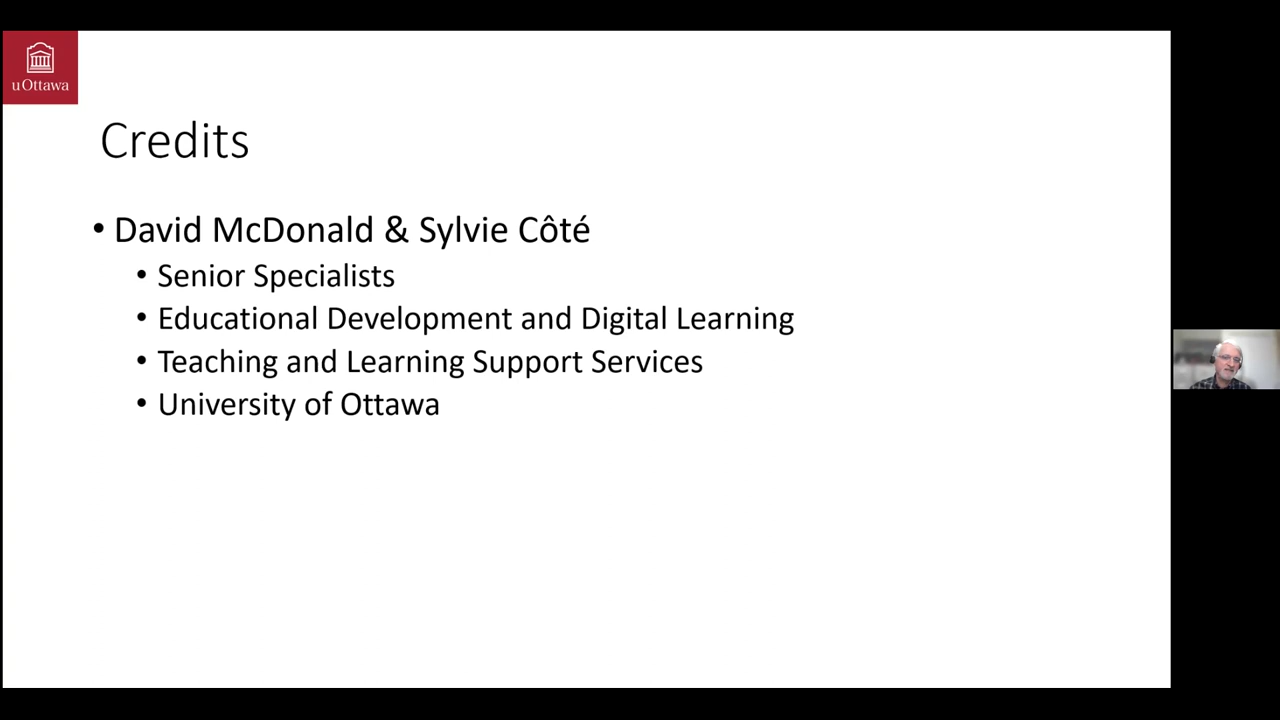 uOttawa
Credits
• David McDonald & Sylvie Côté
• Senior Specialists
• Educational Development and Digital Learning
• Teaching and Learning Support Services
• University of Ottawa